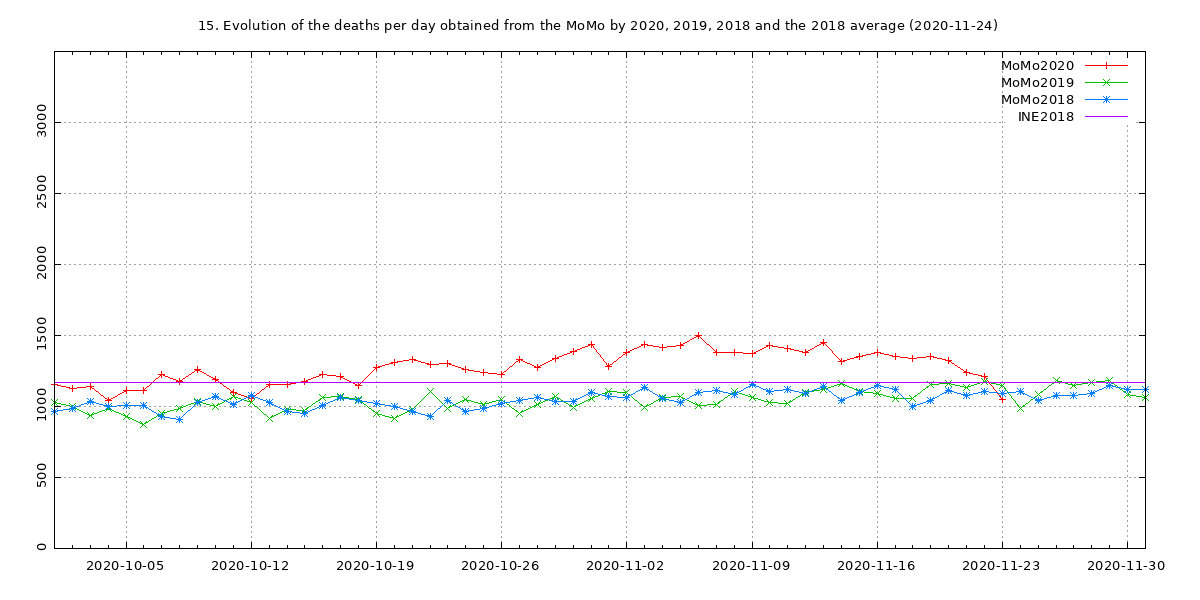 15. Evolution of the deaths per day obtained from the MoMo by 2020, 2019, 2018 and the 2018 average (2020-11-24)
MoMo2020
MoMo2019
MoMo2018
INE2018
3000
2500
2000
1500
1000
500
0
2020-10-05 2020-10-12 2020-10-19 2020-10-26 2020-11-02 2020-11-09 2020-11-16 2020-11-23 2020-11-30